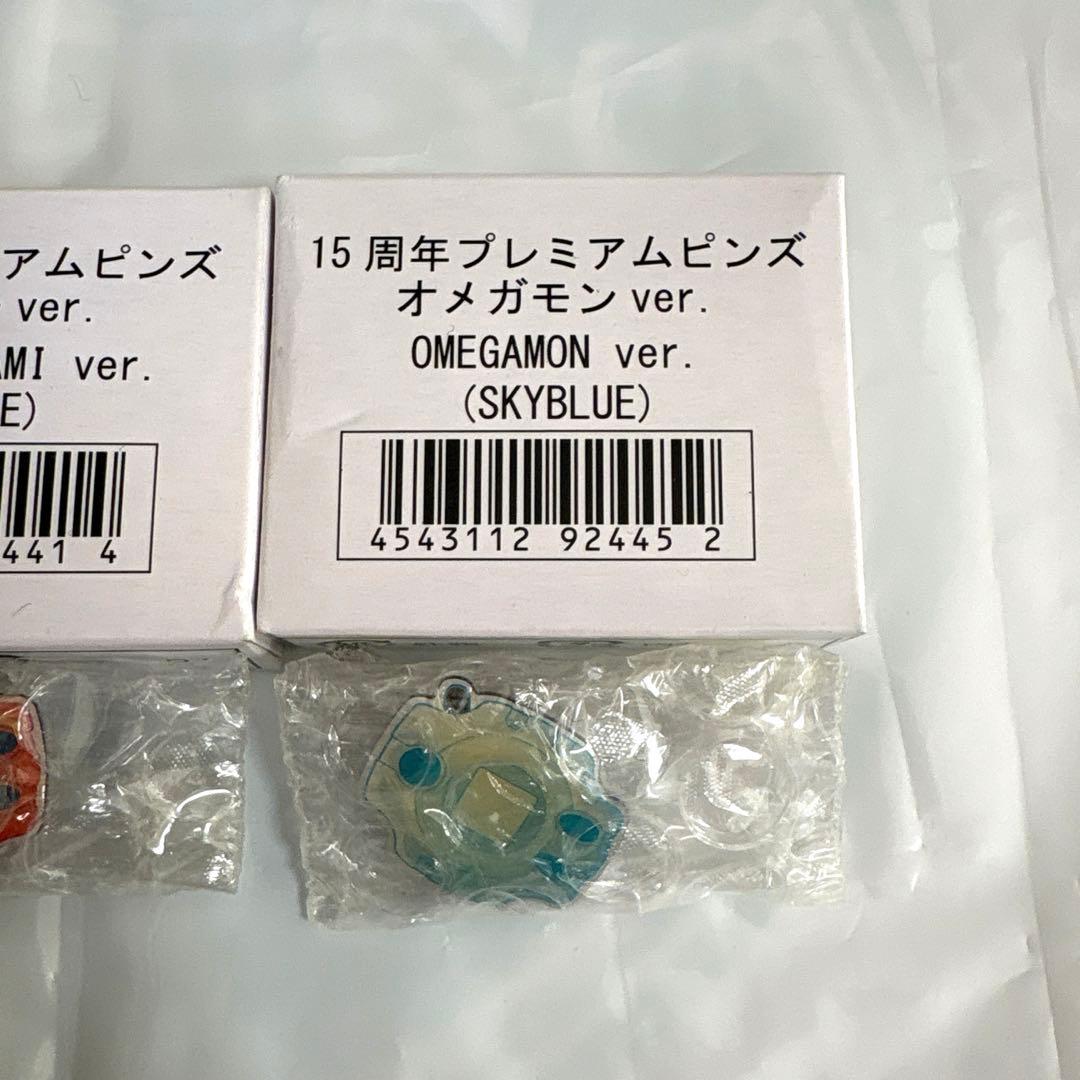 アムピンズ
ver.
AMI ver.
E)
441 4
15周年プレミアムピンズ
オメガモン ver.
OMEGAMON ver.
(SKYBLUE)
4543112 92445 2